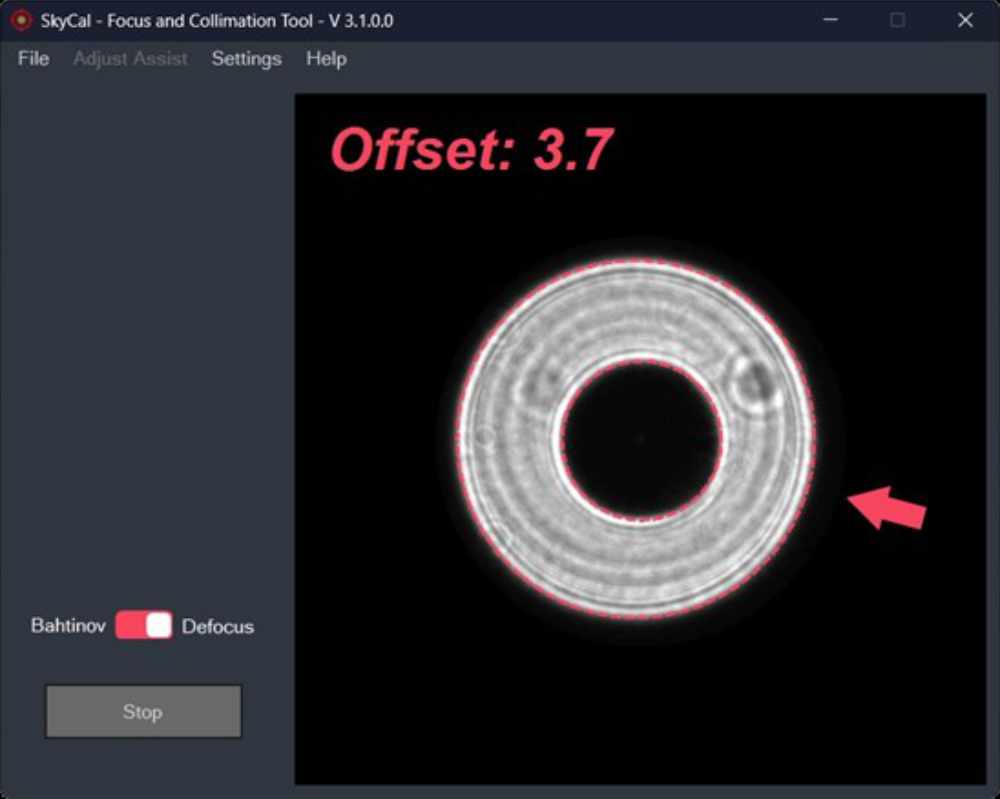 SkyCal - Focus and Collimation Tool - V 3.1.0.0
File Adjust Assist Settings Help
Offset: 3.7
Bahtinov Defocus
Stop